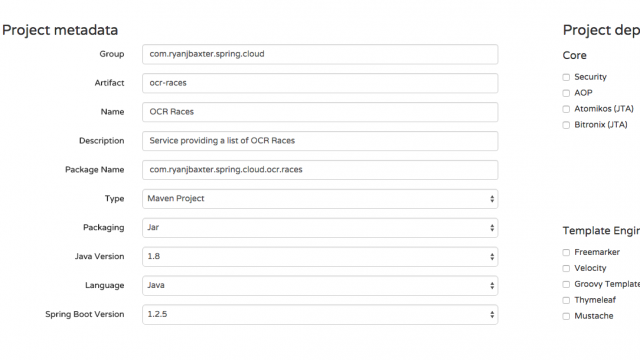 Project metadata
Group com.ryanjbaxter.spring.cloud
Artifact ocr-races
Name OCR Races
Description Service providing a list of OCR Races
Package Name com.ryanjbaxter.spring.cloud.ocr.races
Type Maven Project
Packaging Jar
Java Version 1.8
Language Java
Spring Boot Version 1.2.5
Project dep
Core
Security
AOP
Atomikos (JTA)
Bitronix (JTA)
Template Engin
Freemarker
Velocity
Groovy Template
Thymeleaf
Mustache